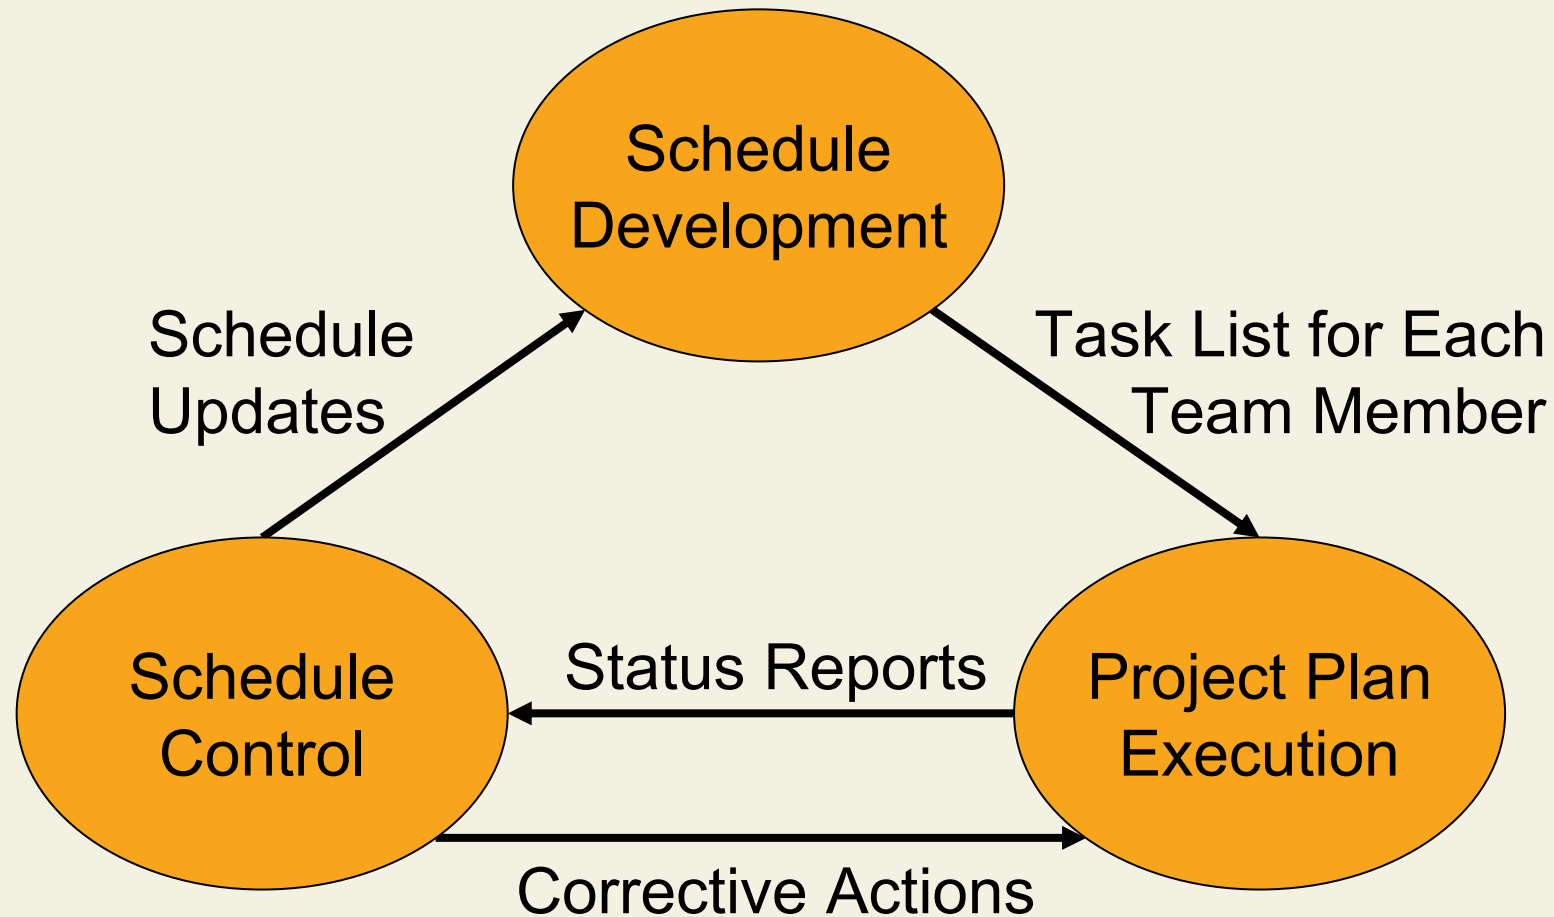 Schedule
Development
Schedule
Updates
Task List for Each
Team Member
Schedule
Control
Status Reports
Project Plan
Execution
Corrective Actions